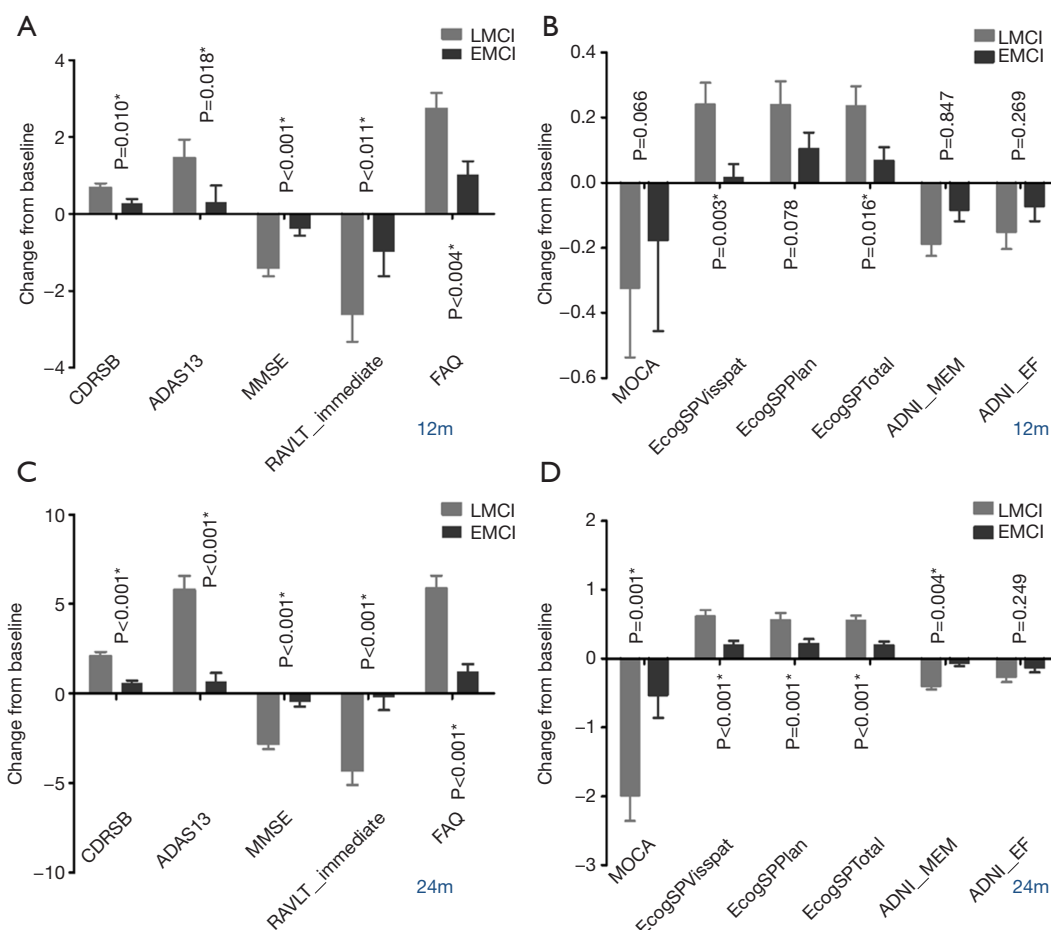 A
LMCI
EMCI
Change from baseline
4
2
0
−2
−4
P=0.010*
P=0.018*
P<0.001*
P<0.011*
P<0.004*
CDRSB
ADAS13
MMSE
RAVLT_immediate
FAQ
12m
B
LMCI
EMCI
Change from baseline
0.4
0.2
0.0
−0.2
−0.4
−0.6
P=0.066
P=0.003*
P=0.078
P=0.016*
P=0.847
P=0.269
MOCA
EcogSPVisspat
EcogSPPlan
EcogSPTotal
ADNI_MEM
ADNI_EF
12m
C
LMCI
EMCI
Change from baseline
10
5
0
−5
−10
P<0.001*
P<0.001*
P<0.001*
P<0.001*
P<0.001*
CDRSB
ADAS13
MMSE
RAVLT_immediate
FAQ
24m
D
LMCI
EMCI
Change from baseline
2
1
0
−1
−2
−3
P=0.001*
P<0.001*
P=0.001*
P<0.001*
P=0.004*
P=0.249
MOCA
EcogSPVisspat
EcogSPPlan
EcogSPTotal
ADNI_MEM
ADNI_EF
24m